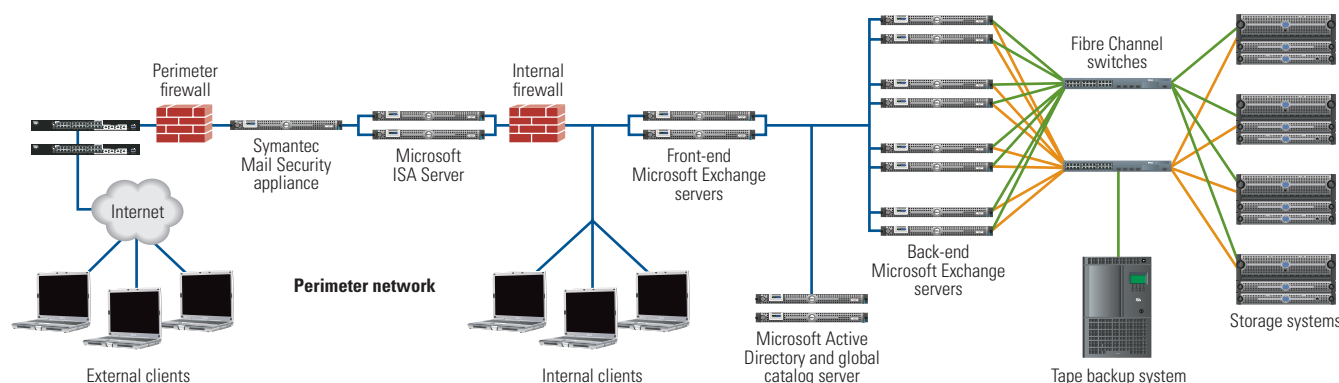 Perimeter
firewall
Internal
firewall
Fibre Channel
switches
Symantec
Mail Security
appliance
Microsoft
ISA Server
Front-end
Microsoft Exchange
servers
Internet
Back-end
Microsoft Exchange
servers
Perimeter network
Storage systems
Microsoft Active
Directory and global
catalog server
External clients
Internal clients
Tape backup system